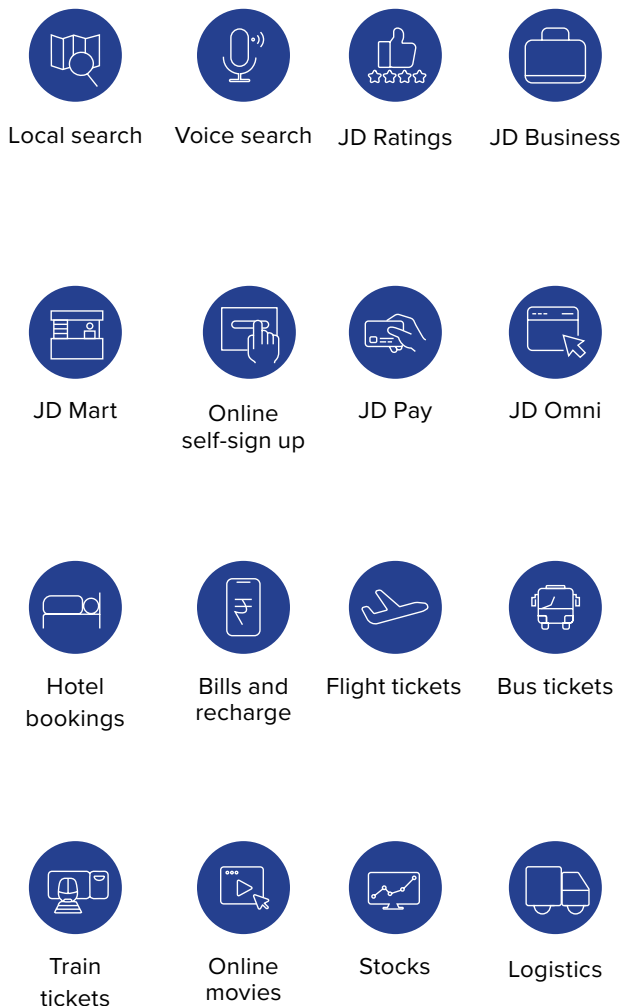 Local search
Voice search
JD Ratings
JD Business
JD Mart
Online
self-sign up
JD Pay
JD Omni
Hotel
bookings
Bills and
recharge
Flight tickets
Bus tickets
Train
tickets
Online
movies
Stocks
Logistics